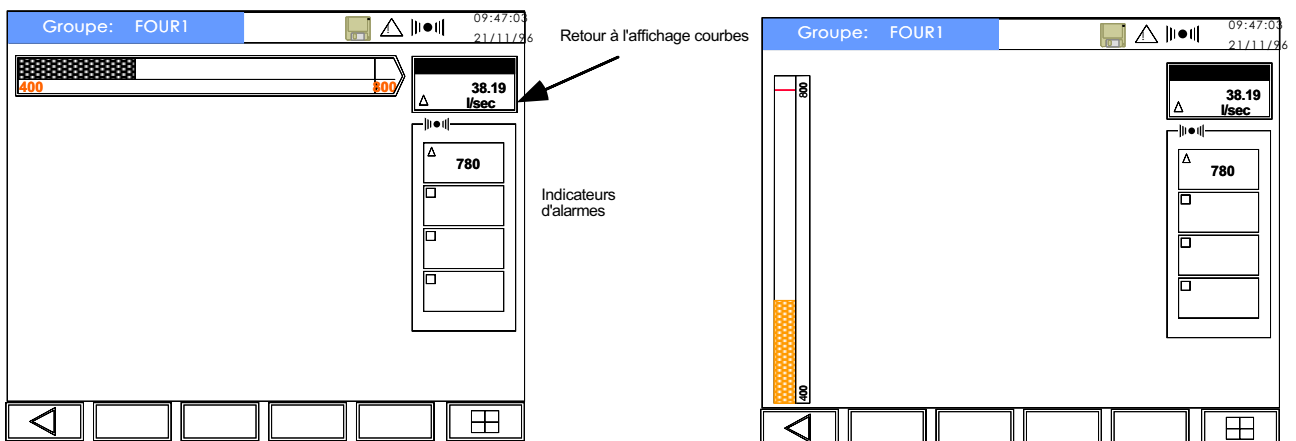 Groupe: FOUR1
09:47:03
21/11/96
400
800
38.19
l/sec
780
Retour à l'affichage courbes
Indicateurs
d'alarmes
Groupe: FOUR1
09:47:03
21/11/96
800
400
38.19
l/sec
780